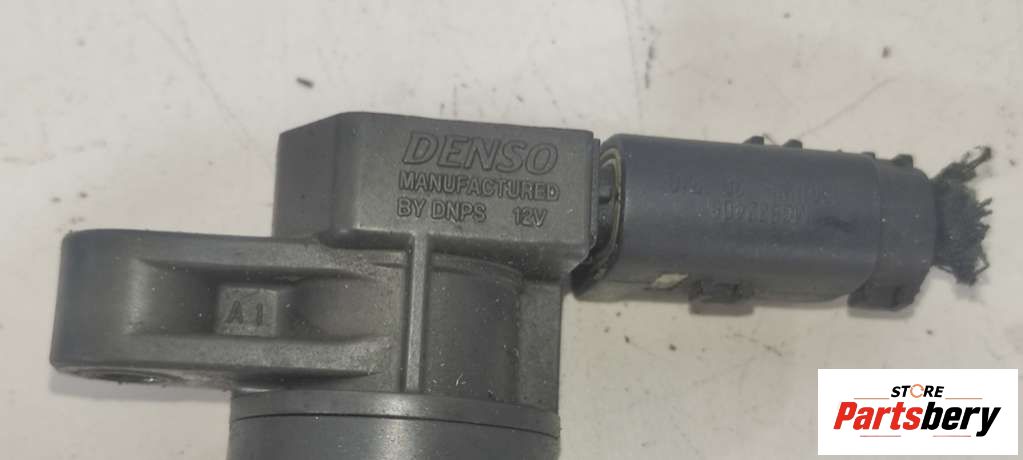 DENSO
MANUFACTURED
BY DNPS 12V
A1
STORE
Partsbery